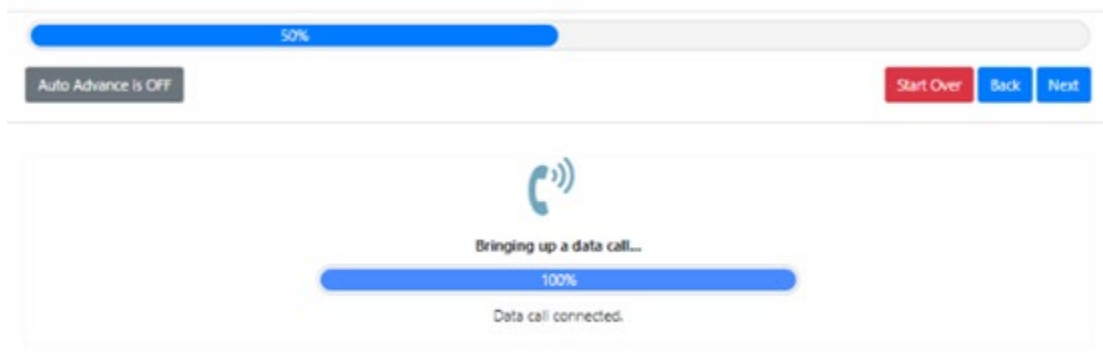 50%
Auto Advance is OFF Start Over Back Next
Bringing up a data call...
100%
Data call connected.